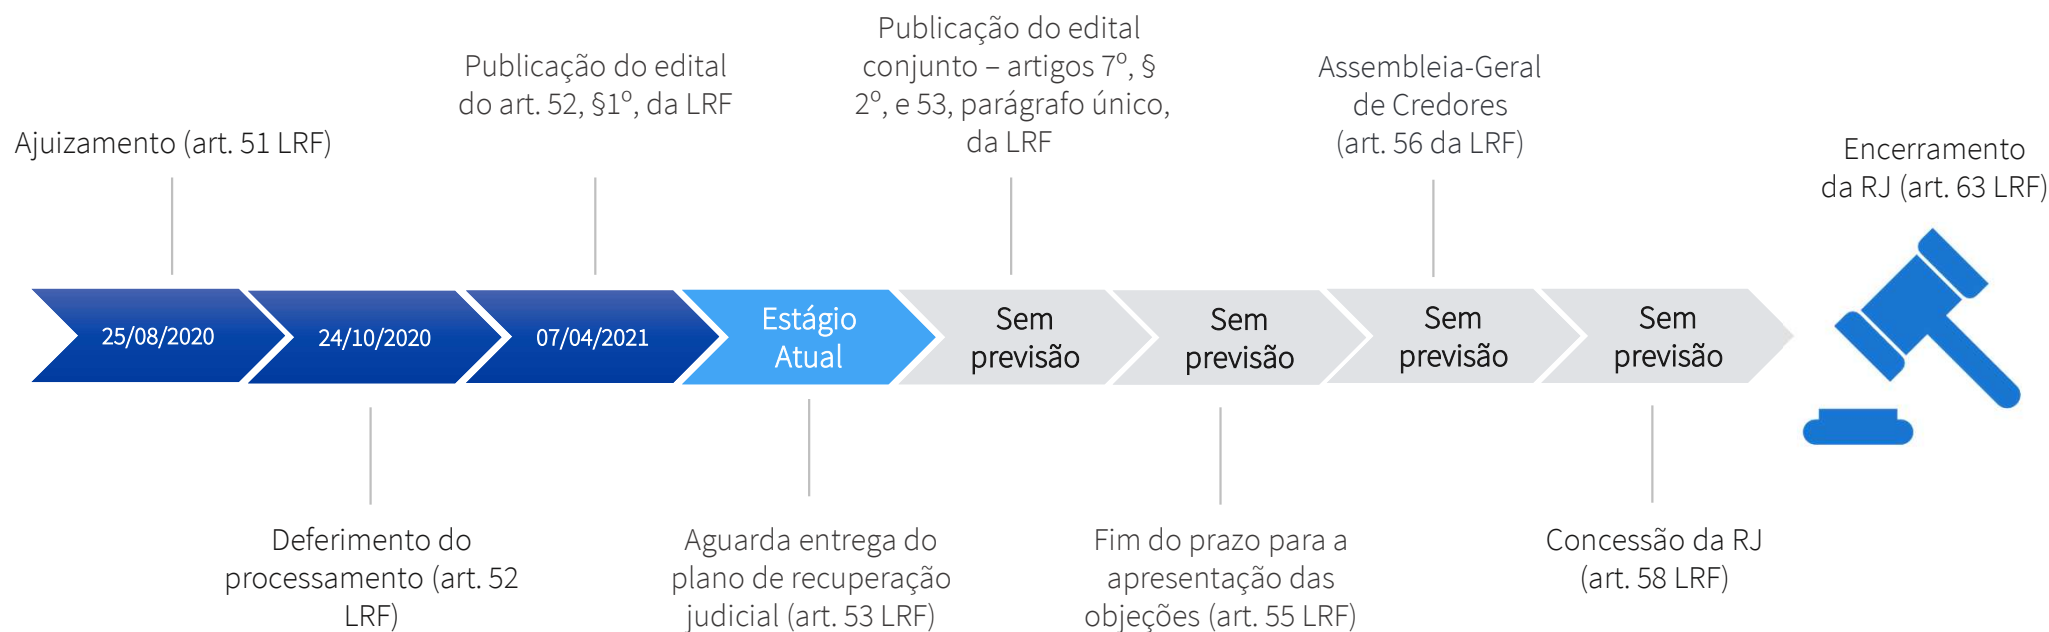 Publicação do edital
conjunto – artigos 7º, §
2º, e 53, parágrafo único,
da LRF
Publicação do edital
do art. 52, §1º, da LRF
Assembleia-Geral
de Credores
(art. 56 da LRF)
Ajuizamento (art. 51 LRF)
Encerramento
da RJ (art. 63 LRF)
25/08/2020
24/10/2020
07/04/2021
Estágio
Atual
Sem
previsão
Sem
previsão
Sem
previsão
Sem
previsão
Deferimento do
processamento (art. 52
LRF)
Aguarda entrega do
plano de recuperação
judicial (art. 53 LRF)
Fim do prazo para a
apresentação das
objeções (art. 55 LRF)
Concessão da RJ
(art. 58 LRF)